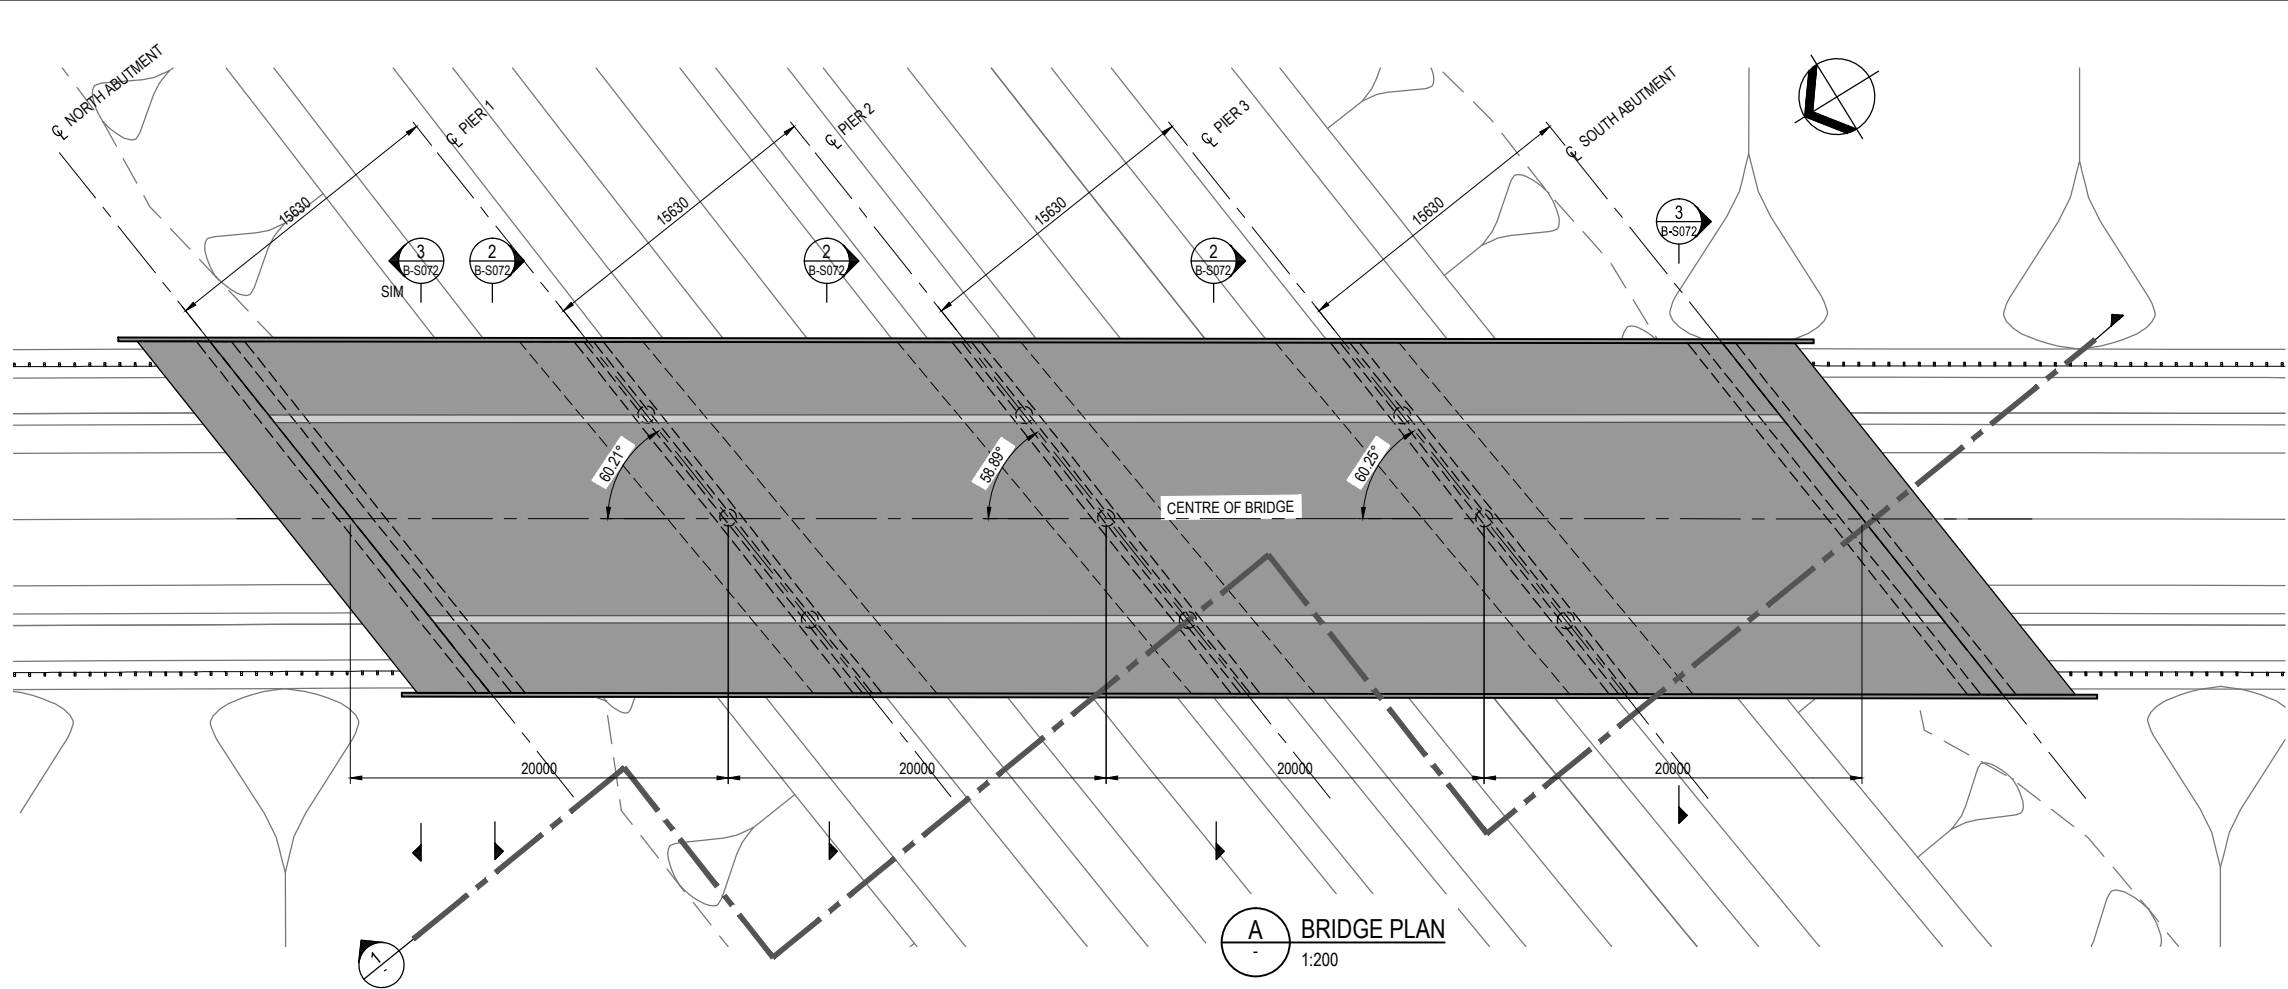 ℄ NORTH ABUTMENT
℄ PIER 1
℄ PIER 2
℄ PIER 3
℄ SOUTH ABUTMENT
15630
15630
15630
15630
3
B-S072
SIM
2
B-S072
2
B-S072
2
B-S072
3
B-S072
60.21°
58.89°
60.25°
CENTRE OF BRIDGE
20000
20000
20000
20000
1
-
A
-
BRIDGE PLAN
1:200